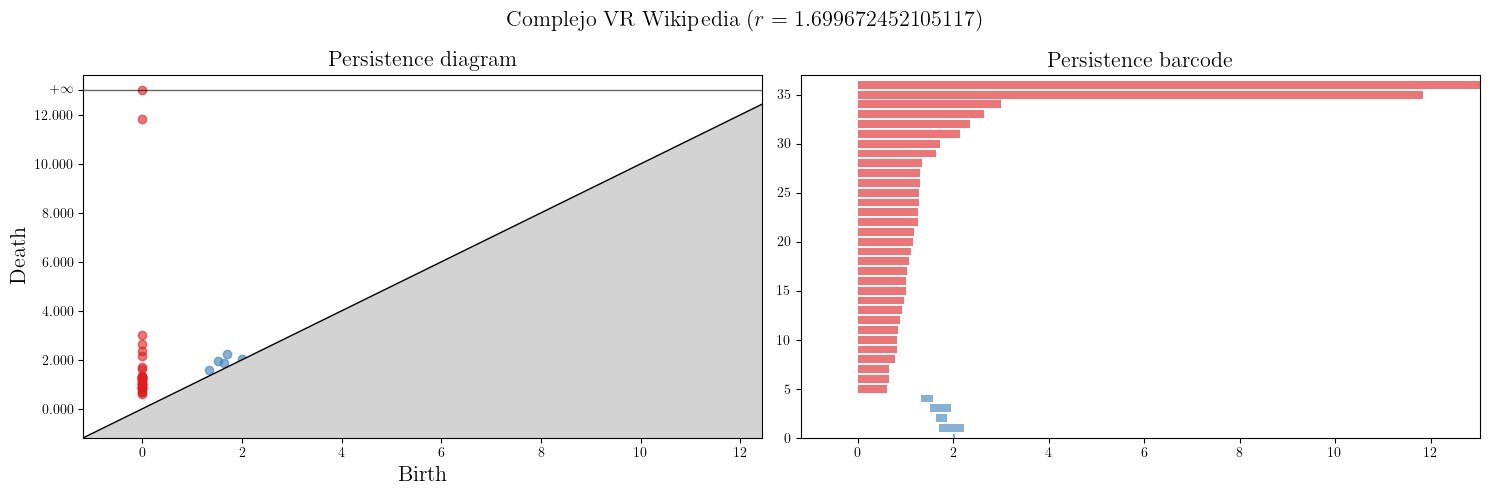 Complejo VR Wikipedia (r = 1.699672452105117)
Persistence diagram
Persistence barcode
+∞
12.000
10.000
8.000
6.000
4.000
2.000
0.000
Death
0 2 4 6 8 10 12
Birth
35
30
25
20
15
10
5
0
0 2 4 6 8 10 12